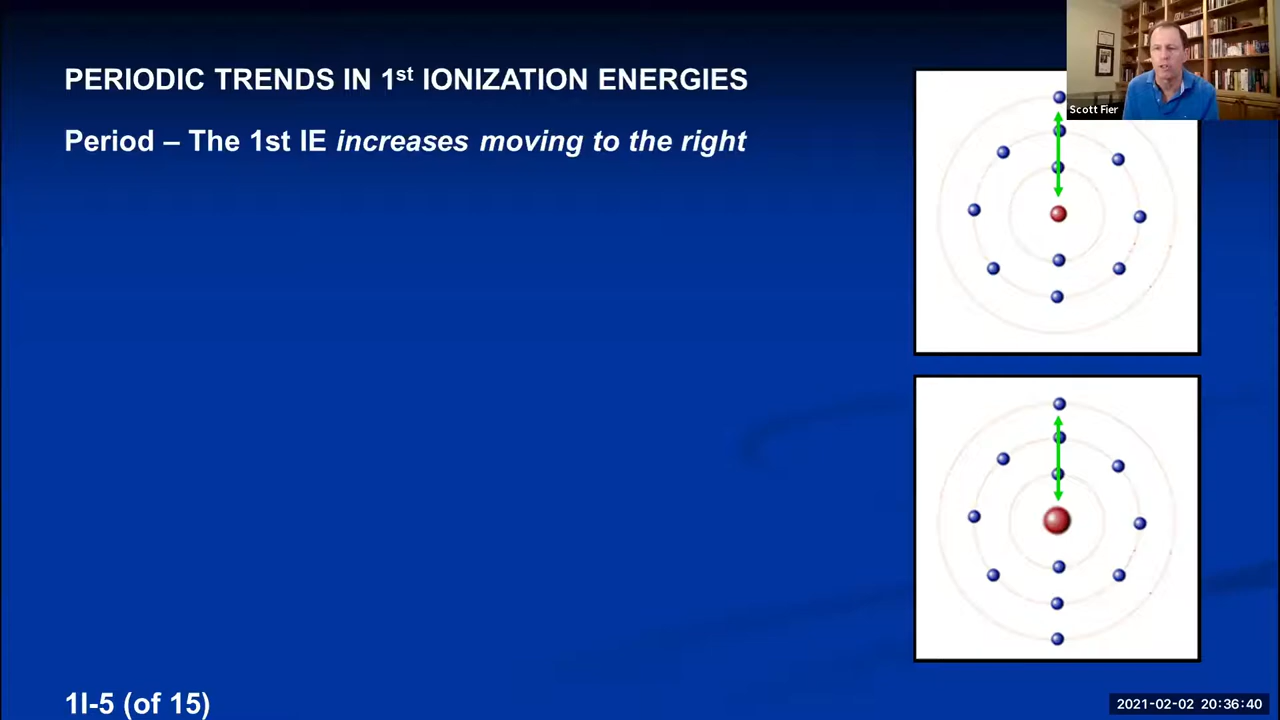 PERIODIC TRENDS IN 1st IONIZATION ENERGIES
Period – The 1st IE increases moving to the right
Scott Fier
1I-5 (of 15)
2021-02-02 20:36:40